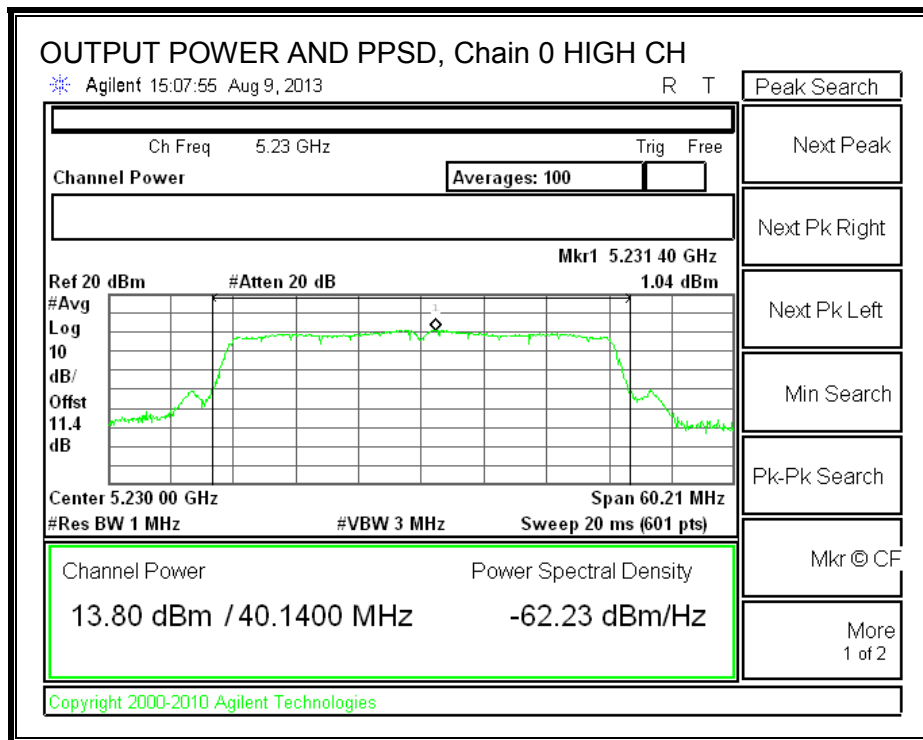 OUTPUT POWER AND PPSD, Chain 0 HIGH CH
Agilent 15:07:55 Aug 9, 2013 R T
Peak Search
Ch Freq 5.23 GHz Trig Free
Channel Power Averages: 100
Next Peak
Next Pk Right
Mkr1 5.231 40 GHz
Ref 20 dBm #Atten 20 dB 1.04 dBm
#Avg
Log
10
dB/
Offst
11.4
dB
1
Next Pk Left
Min Search
Pk-Pk Search
Center 5.230 00 GHz Span 60.21 MHz
#Res BW 1 MHz #VBW 3 MHz Sweep 20 ms (601 pts)
Channel Power Power Spectral Density
13.80 dBm / 40.1400 MHz -62.23 dBm/Hz
Mkr © CF
More
1 of 2
Copyright 2000-2010 Agilent Technologies